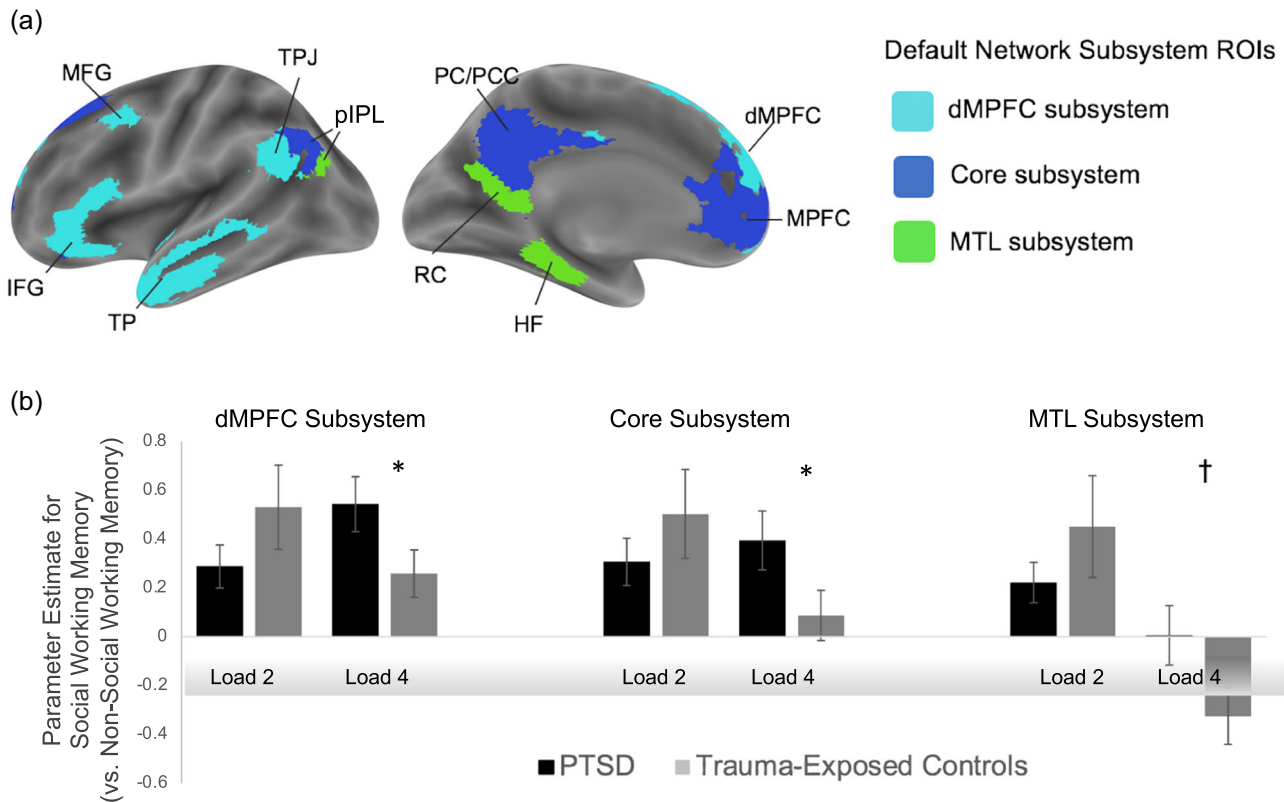 (a)
MFG
TPJ
pIPL
IFG
TP
PC/PCC
dMPFC
MPFC
RC
HF
Default Network Subsystem ROIs
dMPFC subsystem
Core subsystem
MTL subsystem
(b)
dMPFC Subsystem
Core Subsystem
MTL Subsystem
Parameter Estimate for
Social Working Memory
(vs. Non-Social Working Memory)
0.8
0.6
0.4
0.2
0
-0.2
-0.4
-0.6
*
*
†
Load 2
Load 4
Load 2
Load 4
Load 2
Load 4
PTSD
Trauma-Exposed Controls